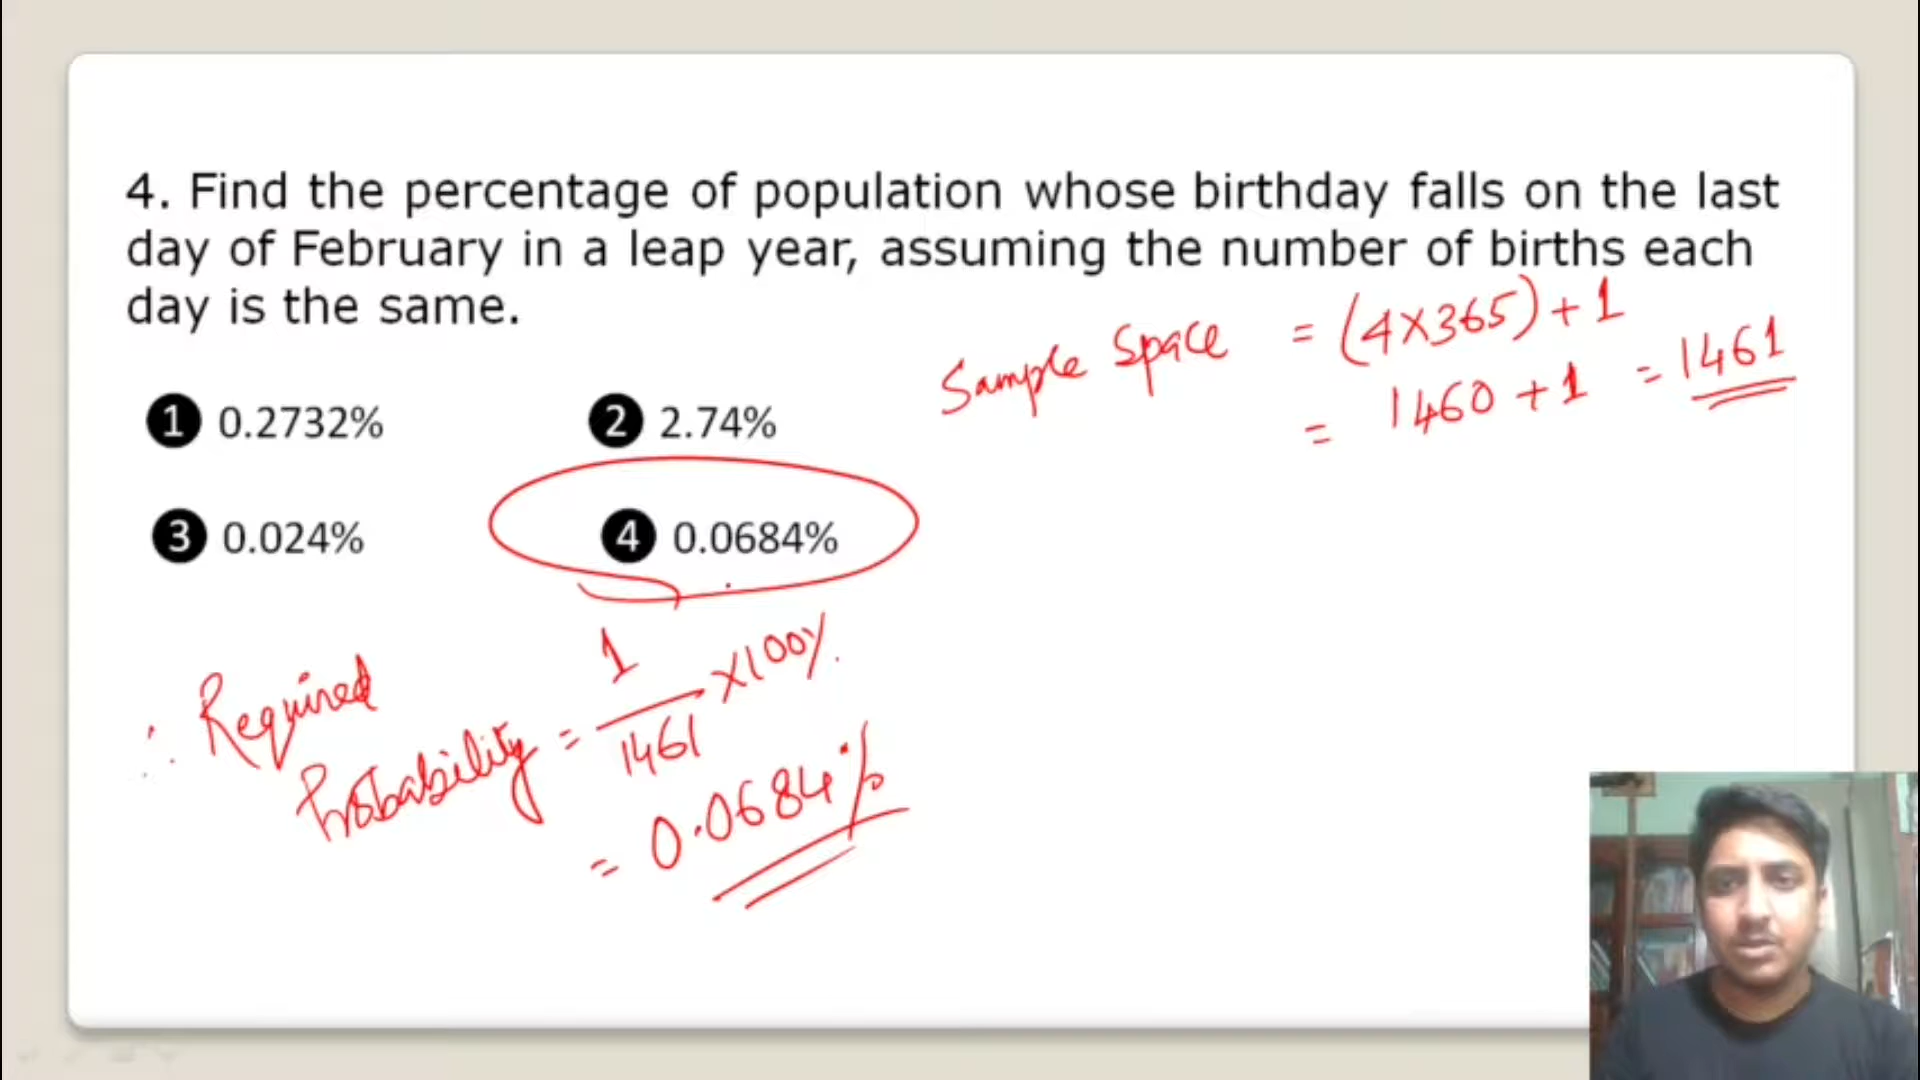 4. Find the percentage of population whose birthday falls on the last
day of February in a leap year, assuming the number of births each
day is the same.
Sample Space = (4×365)+1
= 1460 + 1 = 1461
1 0.2732%
2 2.74%
3 0.024%
4 0.0684%
∴ Required
Probability = 1/1461 ×100%
= 0.0684%